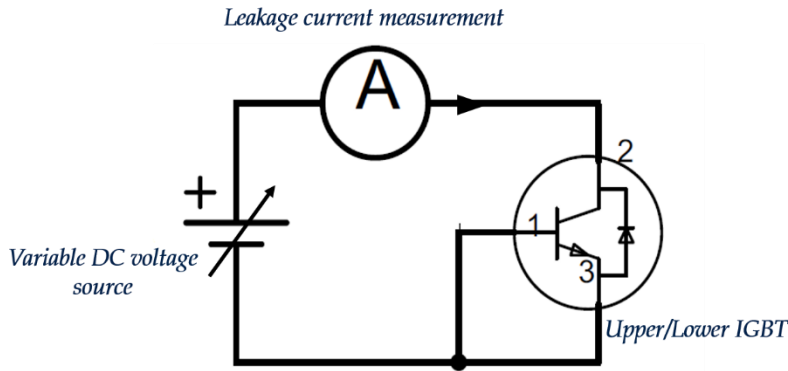 Leakage current measurement
A
2
+
1
Variable DC voltage
source
3
Upper/Lower IGBT